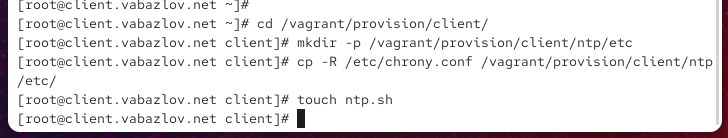 [root@client.vabazlov.net ~]#
[root@client.vabazlov.net ~]# cd /vagrant/provision/client/
[root@client.vabazlov.net client]# mkdir -p /vagrant/provision/client/ntp/etc
[root@client.vabazlov.net client]# cp -R /etc/chrony.conf /vagrant/provision/client/ntp
/etc/
[root@client.vabazlov.net client]# touch ntp.sh
[root@client.vabazlov.net client]#